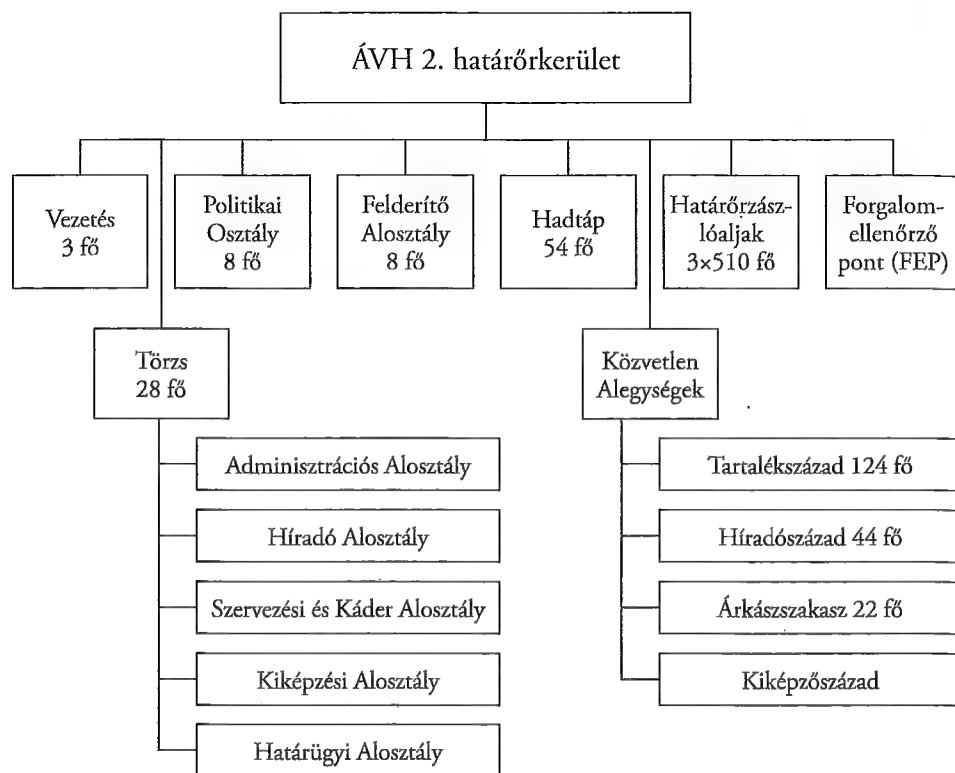 ÁVH 2. határőrkerület
Vezetés
3 fő
Politikai
Osztály
8 fő
Felderítő
Alosztály
8 fő
Hadtáp
54 fő
Határőrzász-
lóaljak
3×510 fő
Forgalom-
ellenőrző
pont (FEP)
Törzs
28 fő
Közvetlen
Alegységek
Adminisztrációs Alosztály
Híradó Alosztály
Szervezési és Káder Alosztály
Kiképzési Alosztály
Határügyi Alosztály
Tartalékszázad 124 fő
Híradószázad 44 fő
Árkászszakasz 22 fő
Kiképzőszázad